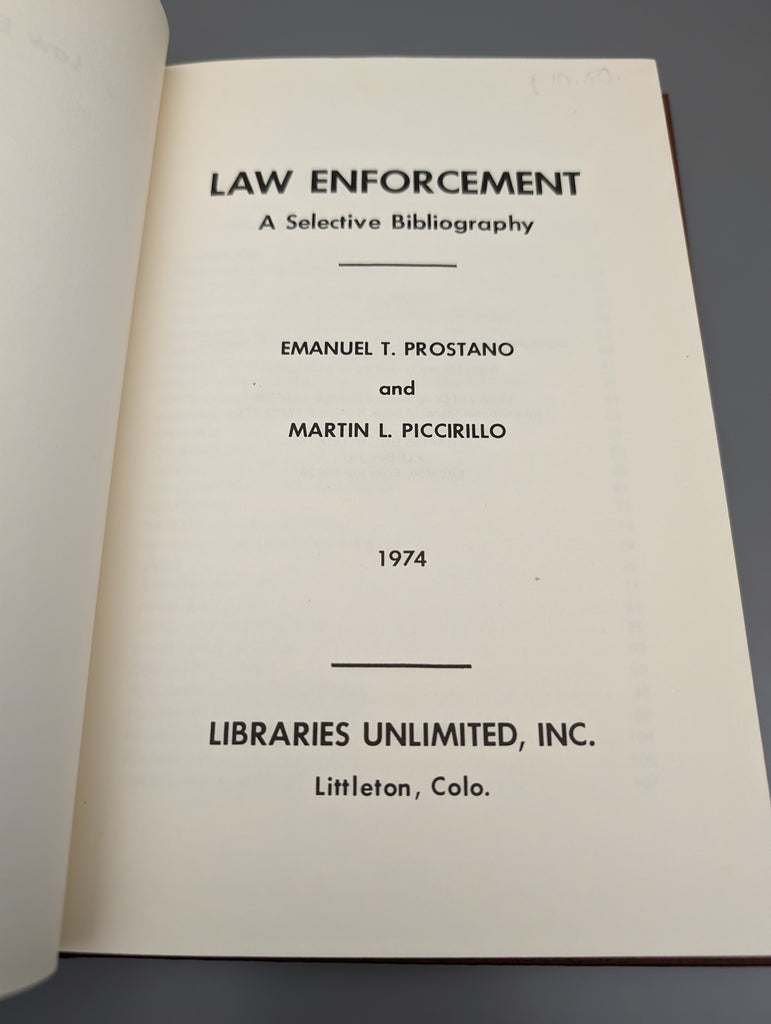 LAW ENFORCEMENT
A Selective Bibliography
EMANUEL T. PROSTANO
and
MARTIN L. PICCIRILLO
1974
LIBRARIES UNLIMITED, INC.
Littleton, Colo.